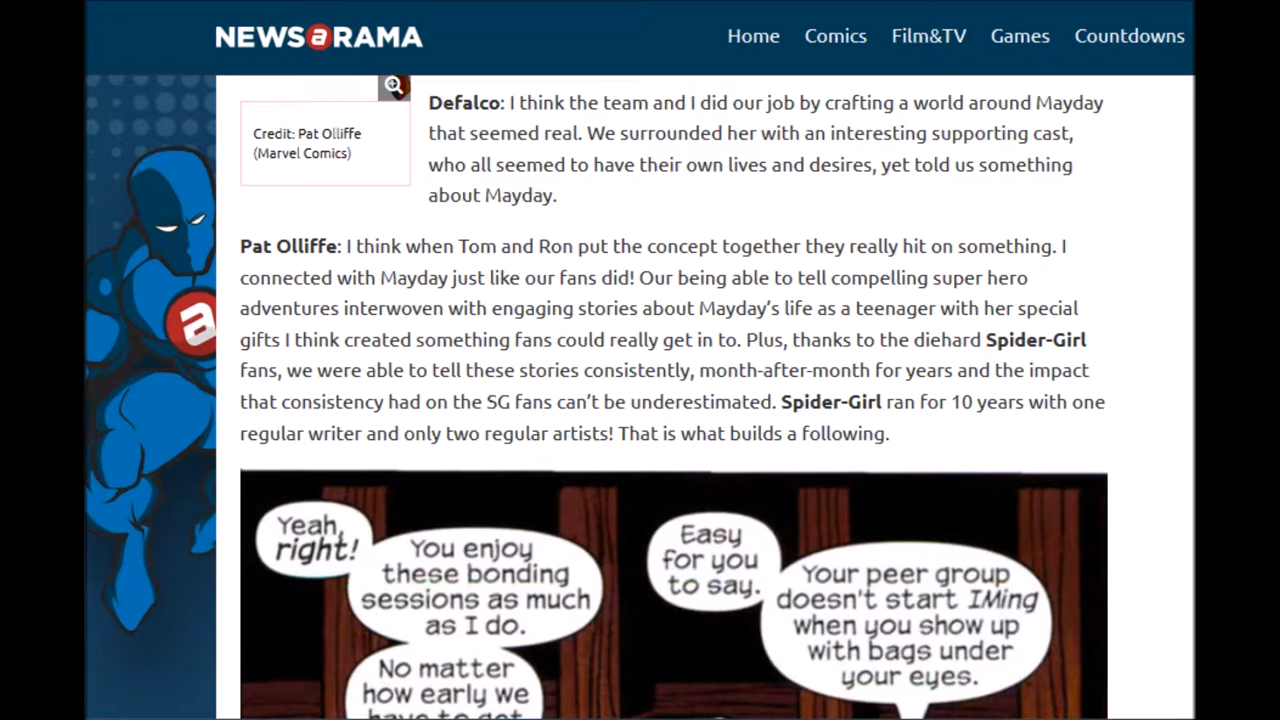 NEWSaRAMA
Home Comics Film&TV Games Countdowns
Credit: Pat Olliffe
(Marvel Comics)
Defalco: I think the team and I did our job by crafting a world around Mayday
that seemed real. We surrounded her with an interesting supporting cast,
who all seemed to have their own lives and desires, yet told us something
about Mayday.
Pat Olliffe: I think when Tom and Ron put the concept together they really hit on something. I
connected with Mayday just like our fans did! Our being able to tell compelling super hero
adventures interwoven with engaging stories about Mayday’s life as a teenager with her special
gifts I think created something fans could really get in to. Plus, thanks to the diehard Spider-Girl
fans, we were able to tell these stories consistently, month-after-month for years and the impact
that consistency had on the SG fans can’t be underestimated. Spider-Girl ran for 10 years with one
regular writer and only two regular artists! That is what builds a following.
a
Yeah,
right!
You enjoy
these bonding
sessions as much
as I do.
No matter
how early we
have to get
Easy
for you
to say.
Your peer group
doesn't start IMing
when you show up
with bags under
your eyes.